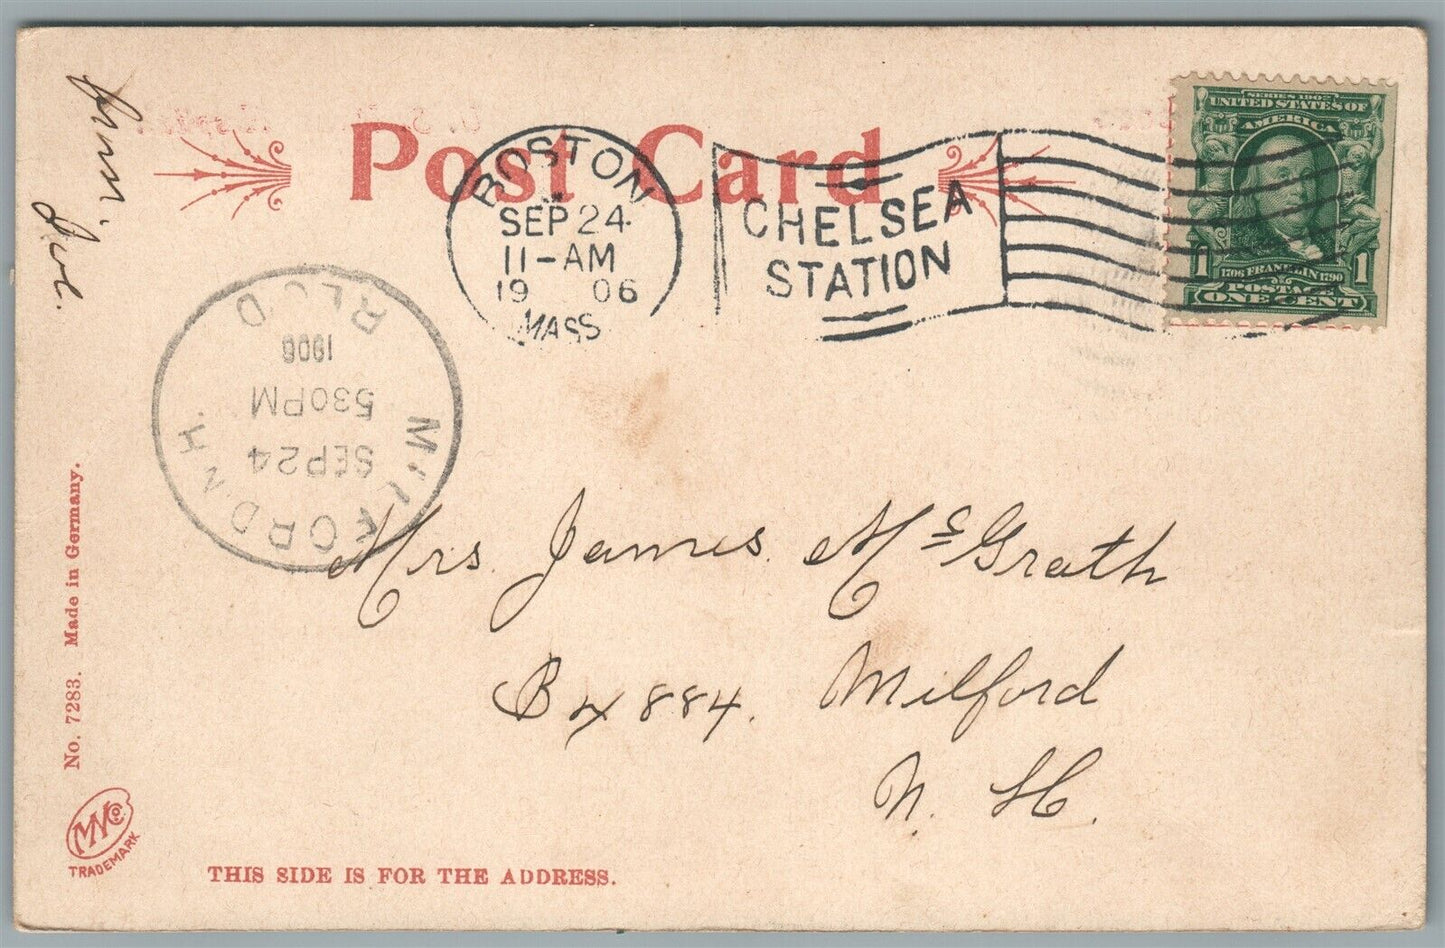 Post Card
BOSTON
SEP 24
11-AM
19 06
MASS
CHELSEA
STATION
SERIES 1902
UNITED STATES OF
AMERICA
1 1
1706 FRANKLIN 1790
POSTAGE
ONE CENT
REC'D
1906
530PM
SEP 24
MILFORD N.H.
Mrs. James McGrath
Bx 884. Milford
N. H.
No. 7283. Made in Germany.
MNCo.
TRADEMARK
THIS SIDE IS FOR THE ADDRESS.